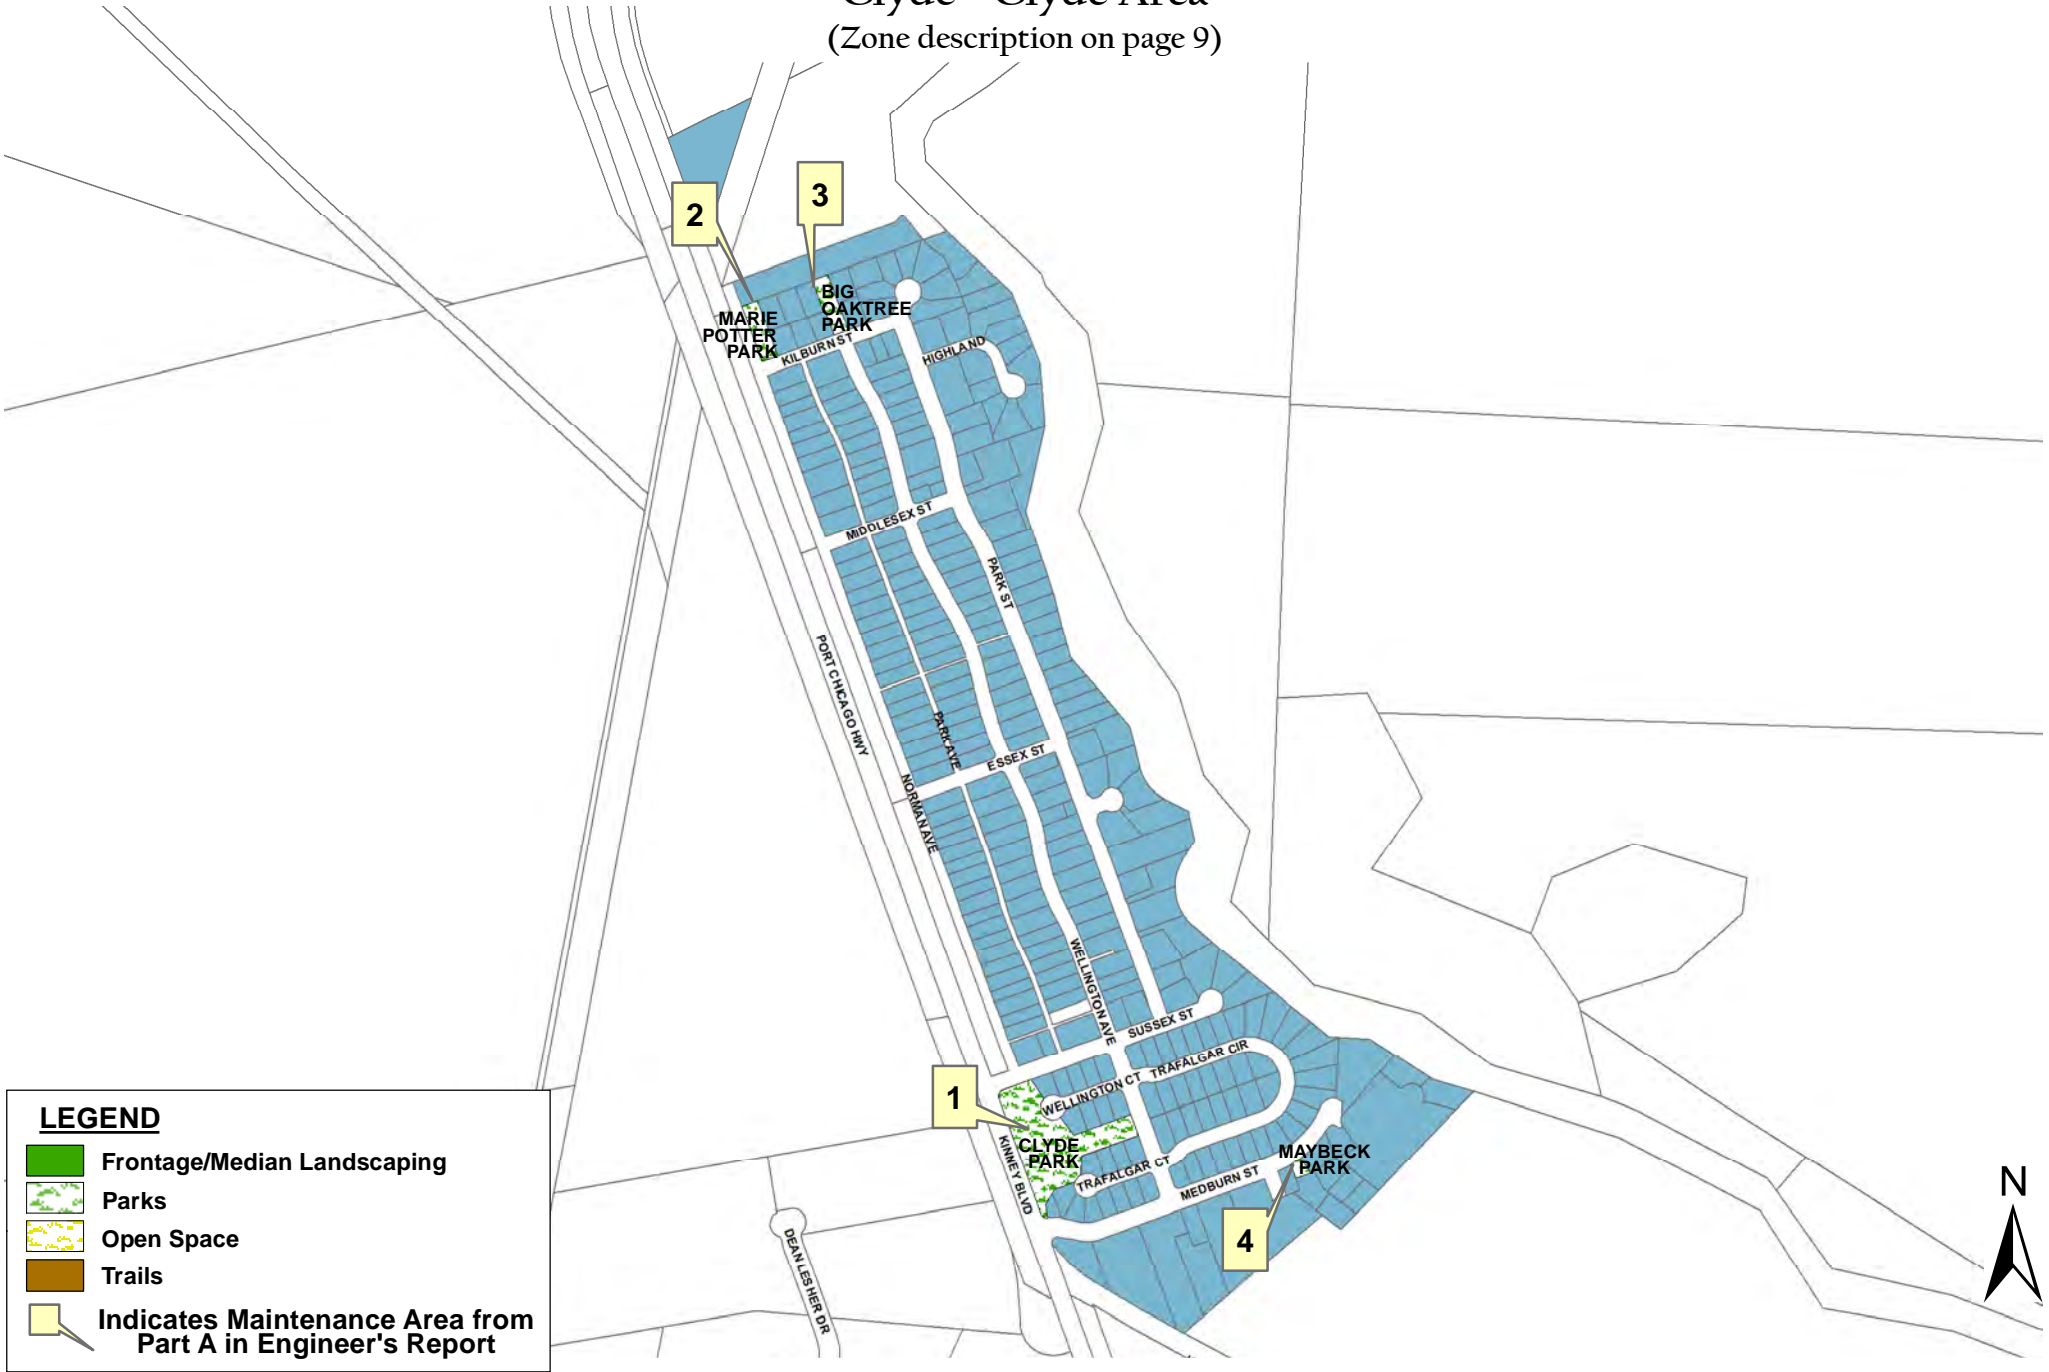 Clyde - Clyde Area
(Zone description on page 9)
2
3
BIG
OAKTREE
PARK
MARIE
POTTER
PARK
KILBURN ST
HIGHLAND
MIDDLESEX ST
PARK ST
PORT CHICAGO HWY
PARK AVE
ESSEX ST
NORMAN AVE
WELLINGTON AVE
SUSSEX ST
TRAFALGAR CIR
WELLINGTON CT
1
CLYDE
PARK
KINNEY BLVD
TRAFALGAR CT
MEDBURN ST
MAYBECK
PARK
4
DEAN LESHER DR
N
LEGEND
Frontage/Median Landscaping
Parks
Open Space
Trails
Indicates Maintenance Area from
Part A in Engineer's Report